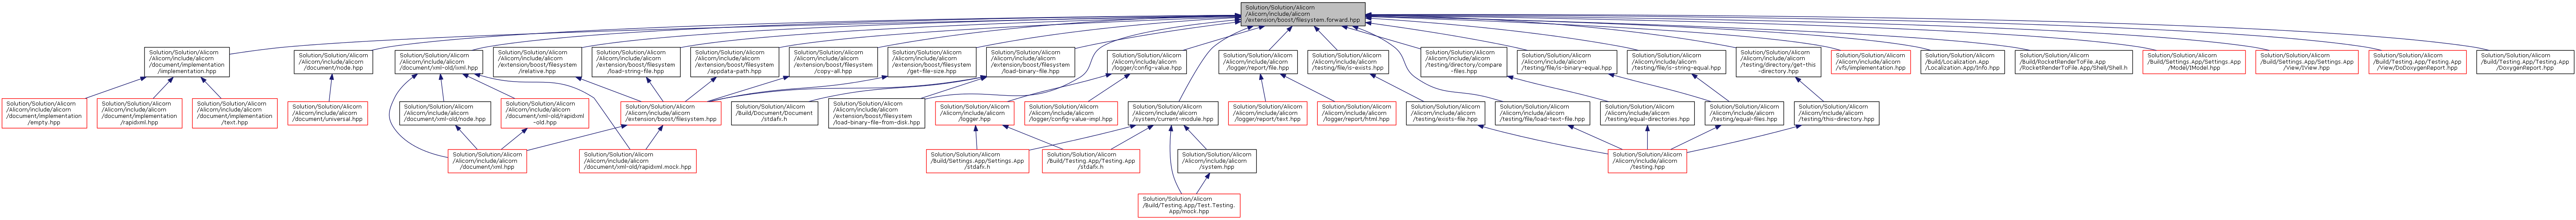 Solution/Solution/Alicorn
/Alicorn/include/alicorn
/extension/boost/filesystem.forward.hpp
Solution/Solution/Alicorn
/Alicorn/include/alicorn
/document/implementation
/implementation.hpp
Solution/Solution/Alicorn
/Alicorn/include/alicorn
/document/node.hpp
Solution/Solution/Alicorn
/Alicorn/include/alicorn
/document/xml-old/ixml.hpp
Solution/Solution/Alicorn
/Alicorn/include/alicorn
/extension/boost/filesystem
/relative.hpp
Solution/Solution/Alicorn
/Alicorn/include/alicorn
/extension/boost/filesystem
/load-string-file.hpp
Solution/Solution/Alicorn
/Alicorn/include/alicorn
/extension/boost/filesystem
/appdata-path.hpp
Solution/Solution/Alicorn
/Alicorn/include/alicorn
/extension/boost/filesystem
/copy-all.hpp
Solution/Solution/Alicorn
/Alicorn/include/alicorn
/extension/boost/filesystem
/get-file-size.hpp
Solution/Solution/Alicorn
/Alicorn/include/alicorn
/extension/boost/filesystem
/load-binary-file.hpp
Solution/Solution/Alicorn
/Alicorn/include/alicorn
/logger/config-value.hpp
Solution/Solution/Alicorn
/Alicorn/include/alicorn
/logger/report/file.hpp
Solution/Solution/Alicorn
/Alicorn/include/alicorn
/testing/file/is-exists.hpp
Solution/Solution/Alicorn
/Alicorn/include/alicorn
/testing/directory/compare
-files.hpp
Solution/Solution/Alicorn
/Alicorn/include/alicorn
/testing/file/is-binary-equal.hpp
Solution/Solution/Alicorn
/Alicorn/include/alicorn
/testing/file/is-string-equal.hpp
Solution/Solution/Alicorn
/Alicorn/include/alicorn
/testing/directory/get-this
-directory.hpp
Solution/Solution/Alicorn
/Alicorn/include/alicorn
/vfs/implementation.hpp
Solution/Solution/Alicorn
/Build/Localization.App
/Localization.App/Info.hpp
Solution/Solution/Alicorn
/Build/RocketRenderToFile.App
/RocketRenderToFile.App/Shell/Shell.h
Solution/Solution/Alicorn
/Build/Settings.App/Settings.App
/Model/IModel.hpp
Solution/Solution/Alicorn
/Build/Settings.App/Settings.App
/View/IView.hpp
Solution/Solution/Alicorn
/Build/Testing.App/Testing.App
/View/DoDoxygenReport.hpp
Solution/Solution/Alicorn
/Build/Testing.App/Testing.App
/DoxygenReport.hpp
Solution/Solution/Alicorn
/Alicorn/include/alicorn
/document/implementation
/empty.hpp
Solution/Solution/Alicorn
/Alicorn/include/alicorn
/document/implementation
/rapidxml.hpp
Solution/Solution/Alicorn
/Alicorn/include/alicorn
/document/implementation
/text.hpp
Solution/Solution/Alicorn
/Alicorn/include/alicorn
/document/universal.hpp
Solution/Solution/Alicorn
/Alicorn/include/alicorn
/document/xml-old/node.hpp
Solution/Solution/Alicorn
/Alicorn/include/alicorn
/document/xml-old/rapidxml
-old.hpp
Solution/Solution/Alicorn
/Alicorn/include/alicorn
/extension/boost/filesystem.hpp
Solution/Solution/Alicorn
/Build/Document/Document
/stdafx.h
Solution/Solution/Alicorn
/Alicorn/include/alicorn
/extension/boost/filesystem
/load-binary-file-from-disk.hpp
Solution/Solution/Alicorn
/Alicorn/include/alicorn
/logger.hpp
Solution/Solution/Alicorn
/Alicorn/include/alicorn
/logger/config-value-impl.hpp
Solution/Solution/Alicorn
/Alicorn/include/alicorn
/system/current-module.hpp
Solution/Solution/Alicorn
/Alicorn/include/alicorn
/logger/report/text.hpp
Solution/Solution/Alicorn
/Alicorn/include/alicorn
/logger/report/html.hpp
Solution/Solution/Alicorn
/Alicorn/include/alicorn
/testing/exists-file.hpp
Solution/Solution/Alicorn
/Alicorn/include/alicorn
/testing/file/load-text-file.hpp
Solution/Solution/Alicorn
/Alicorn/include/alicorn
/testing/equal-directories.hpp
Solution/Solution/Alicorn
/Alicorn/include/alicorn
/testing/equal-files.hpp
Solution/Solution/Alicorn
/Alicorn/include/alicorn
/testing/this-directory.hpp
Solution/Solution/Alicorn
/Alicorn/include/alicorn
/document/xml.hpp
Solution/Solution/Alicorn
/Alicorn/include/alicorn
/document/xml-old/rapidxml.mock.hpp
Solution/Solution/Alicorn
/Build/Settings.App/Settings.App
/stdafx.h
Solution/Solution/Alicorn
/Build/Testing.App/Testing.App
/stdafx.h
Solution/Solution/Alicorn
/Alicorn/include/alicorn
/system.hpp
Solution/Solution/Alicorn
/Alicorn/include/alicorn
/testing.hpp
Solution/Solution/Alicorn
/Build/Testing.App/Test.Testing.
App/mock.hpp